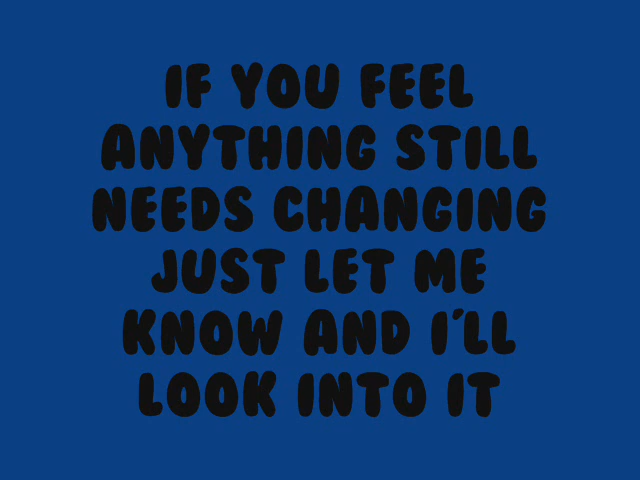 IF YOU FEEL
ANYTHING STILL
NEEDS CHANGING
JUST LET ME
KNOW AND I'LL
LOOK INTO IT